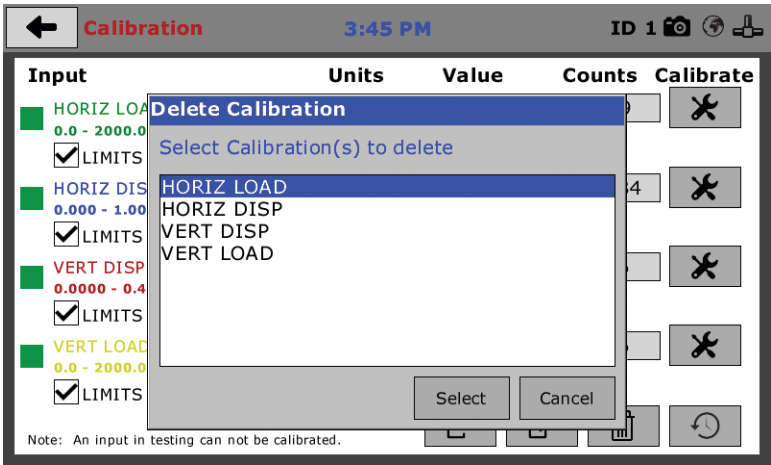 Calibration 3:45 PM ID 1
Input Units Value Counts Calibrate
HORIZ LOA
0.0 - 2000.0
LIMITS
HORIZ DIS
0.000 - 1.00
34
LIMITS
VERT DISP
0.0000 - 0.4
LIMITS
VERT LOAD
0.0 - 2000.0
LIMITS
Delete Calibration
Select Calibration(s) to delete
HORIZ LOAD
HORIZ DISP
VERT DISP
VERT LOAD
Select Cancel
Note: An input in testing can not be calibrated.